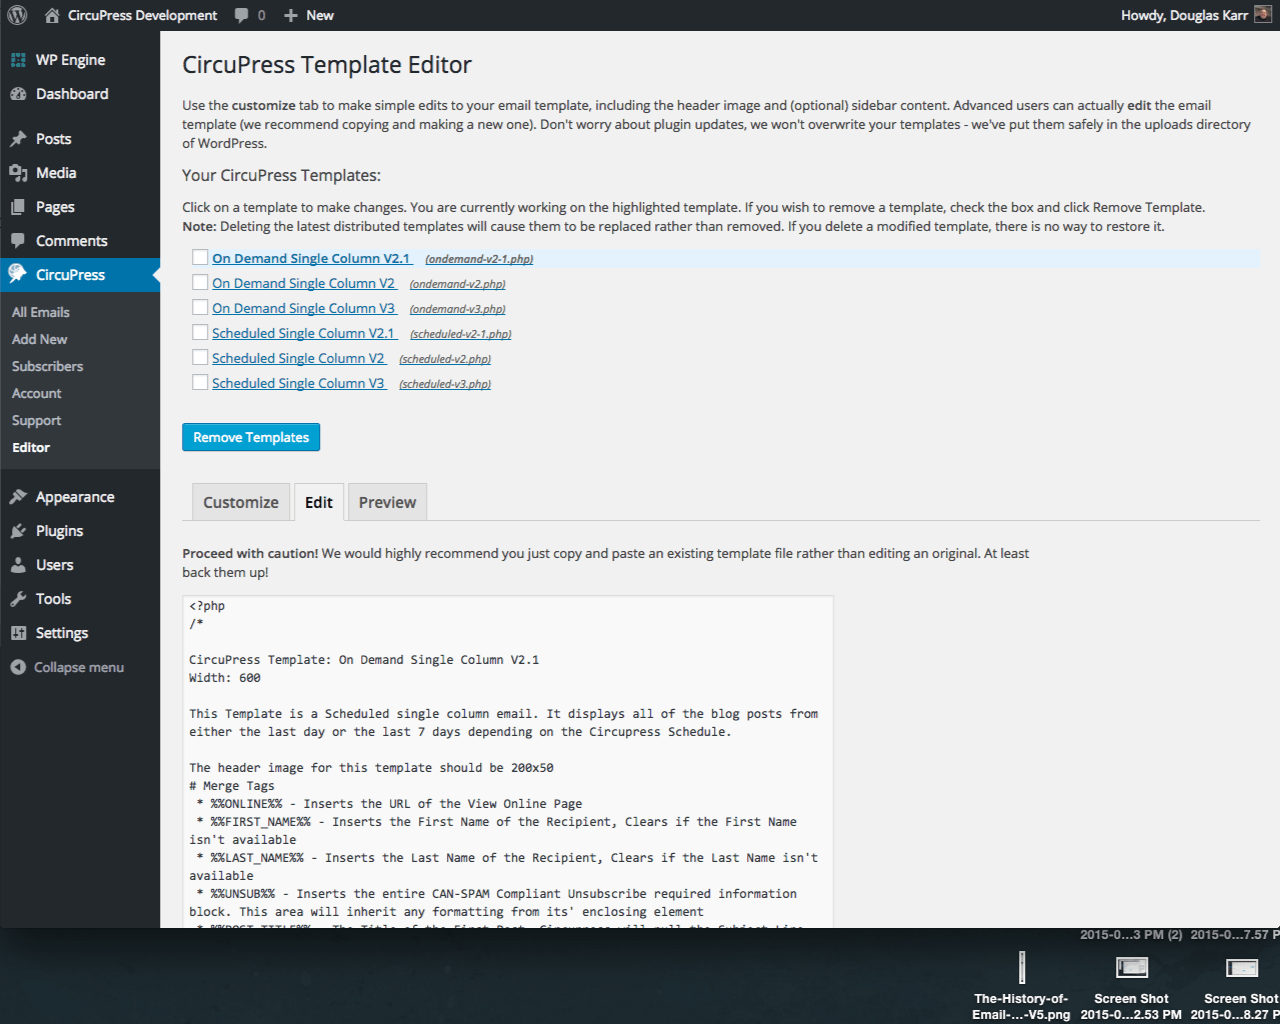 CircuPress Development 0 New Howdy, Douglas Karr
WP Engine
Dashboard
Posts
Media
Pages
Comments
CircuPress
All Emails
Add New
Subscribers
Account
Support
Editor
Appearance
Plugins
Users
Tools
Settings
Collapse menu
CircuPress Template Editor
Use the customize tab to make simple edits to your email template, including the header image and (optional) sidebar content. Advanced users can actually edit the email
template (we recommend copying and making a new one). Don't worry about plugin updates, we won't overwrite your templates - we've put them safely in the uploads directory
of WordPress.
Your CircuPress Templates:
Click on a template to make changes. You are currently working on the highlighted template. If you wish to remove a template, check the box and click Remove Template.
Note: Deleting the latest distributed templates will cause them to be replaced rather than removed. If you delete a modified template, there is no way to restore it.
On Demand Single Column V2.1 (ondemand-v2-1.php)
On Demand Single Column V2 (ondemand-v2.php)
On Demand Single Column V3 (ondemand-v3.php)
Scheduled Single Column V2.1 (scheduled-v2-1.php)
Scheduled Single Column V2 (scheduled-v2.php)
Scheduled Single Column V3 (scheduled-v3.php)
Remove Templates
Customize Edit Preview
Proceed with caution! We would highly recommend you just copy and paste an existing template file rather than editing an original. At least
back them up!
<?php
/*
CircuPress Template: On Demand Single Column V2.1
Width: 600
This Template is a Scheduled single column email. It displays all of the blog posts from
either the last day or the last 7 days depending on the Circupress Schedule.
The header image for this template should be 200x50
# Merge Tags
* %%ONLINE%% - Inserts the URL of the View Online Page
* %%FIRST_NAME%% - Inserts the First Name of the Recipient, Clears if the First Name
isn't available
* %%LAST_NAME%% - Inserts the Last Name of the Recipient, Clears if the Last Name isn't
available
* %%UNSUB%% - Inserts the entire CAN-SPAM Compliant Unsubscribe required information
block. This area will inherit any formatting from its' enclosing element
* %%POST_TITLE%% - The Title of the First Post. Circupress will pull the Subject Line
2015-0...3 PM (2) 2015-0...7.57 P
The-History-of- Screen Shot Screen Shot
Email-...-V5.png 2015-0...2.53 PM 2015-0...8.27 P